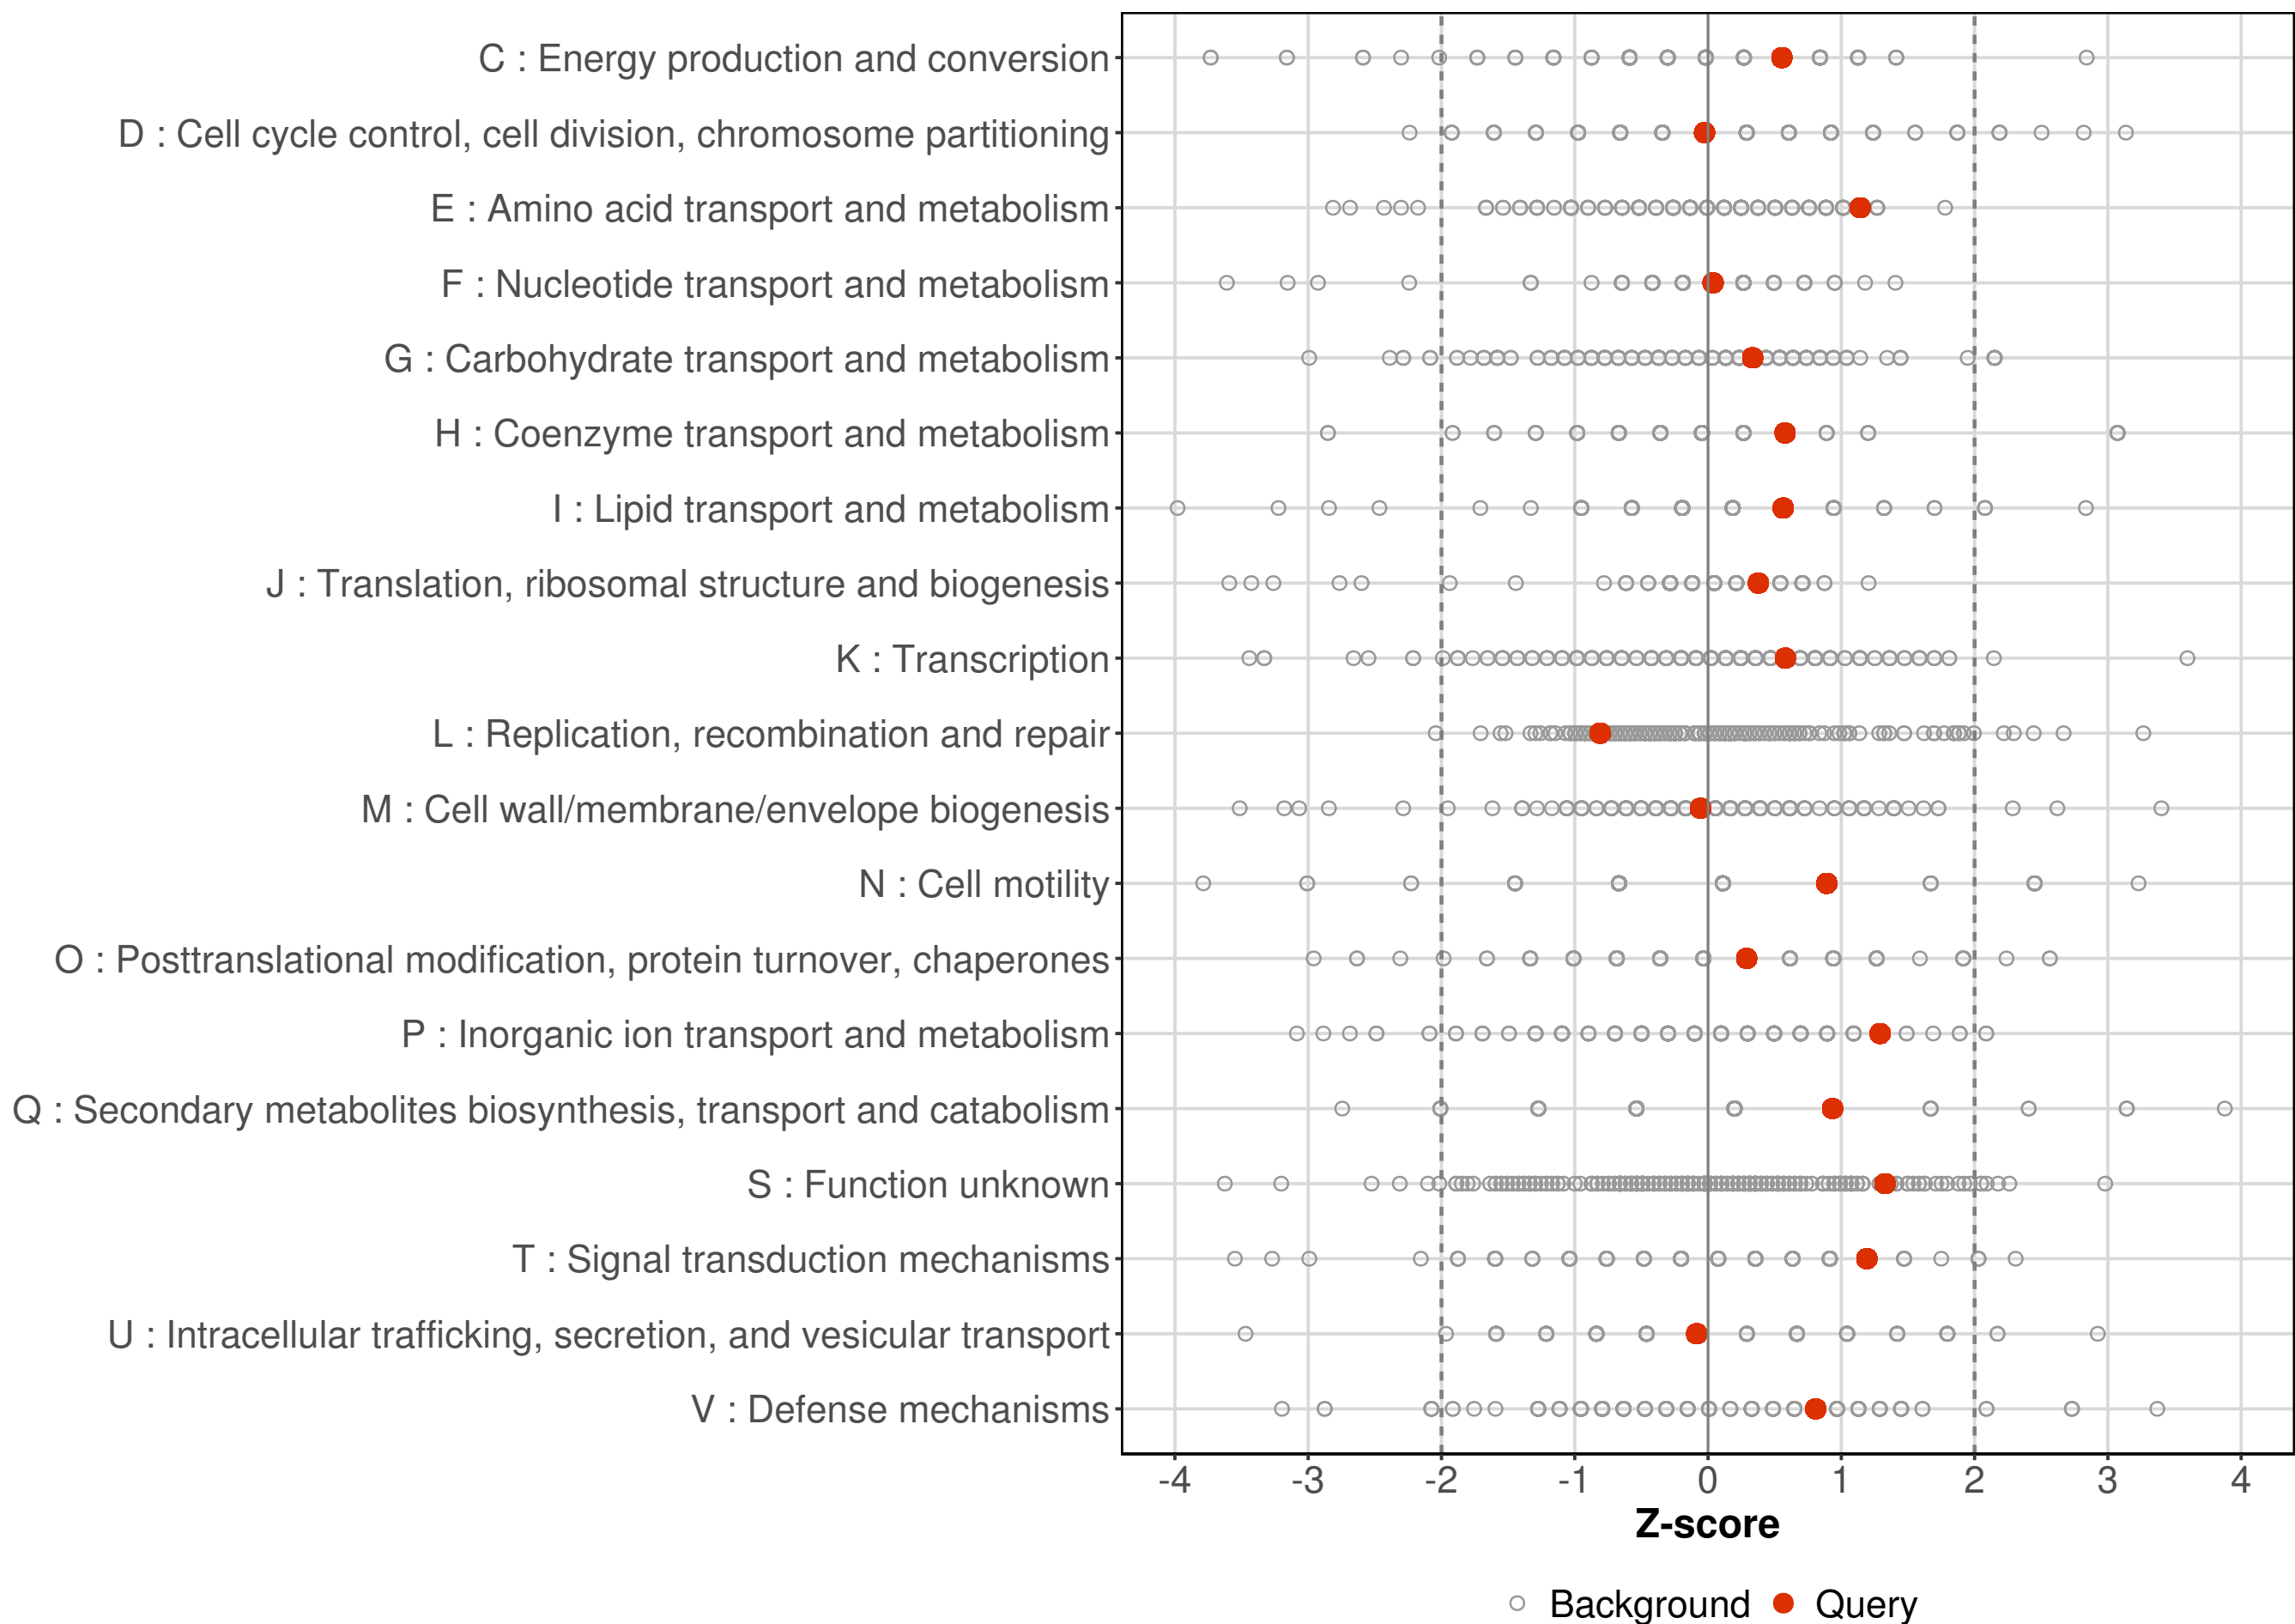 C : Energy production and conversion
D : Cell cycle control, cell division, chromosome partitioning
E : Amino acid transport and metabolism
F : Nucleotide transport and metabolism
G : Carbohydrate transport and metabolism
H : Coenzyme transport and metabolism
I : Lipid transport and metabolism
J : Translation, ribosomal structure and biogenesis
K : Transcription
L : Replication, recombination and repair
M : Cell wall/membrane/envelope biogenesis
N : Cell motility
O : Posttranslational modification, protein turnover, chaperones
P : Inorganic ion transport and metabolism
Q : Secondary metabolites biosynthesis, transport and catabolism
S : Function unknown
T : Signal transduction mechanisms
U : Intracellular trafficking, secretion, and vesicular transport
V : Defense mechanisms
-4 -3 -2 -1 0 1 2 3 4
Z-score
Background Query